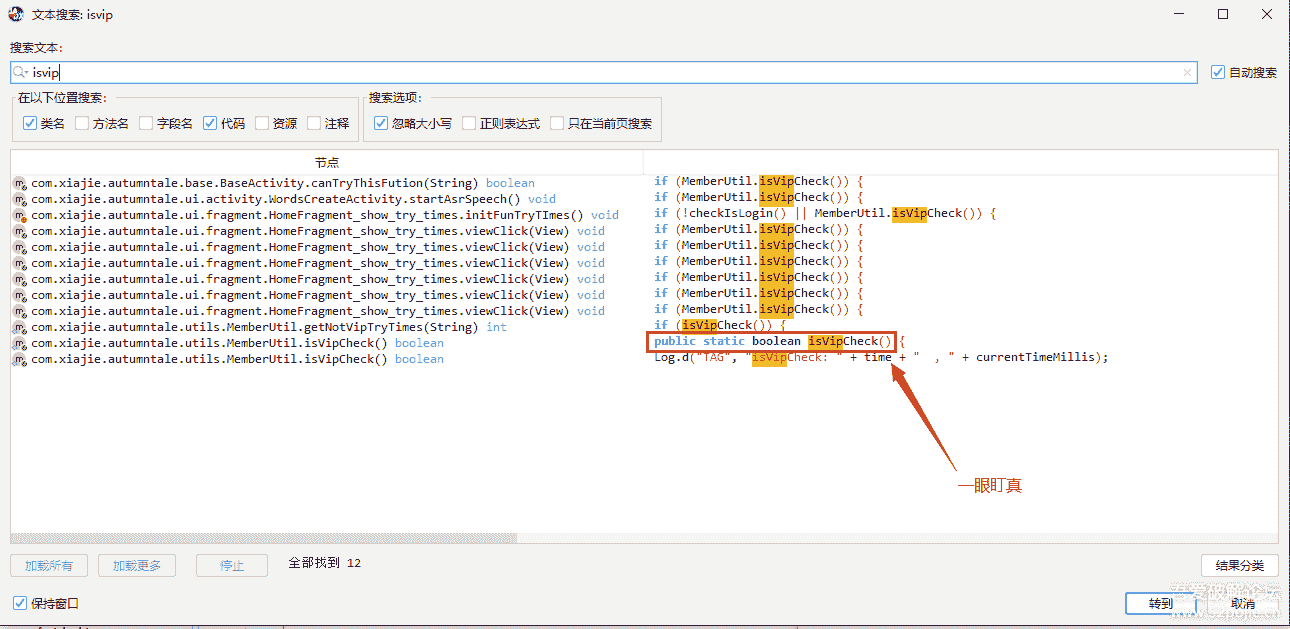 文本搜索: isvip
搜索文本:
isvip
自动搜索
在以下位置搜索:
类名 方法名 字段名 代码 资源 注释
搜索选项:
忽略大小写 正则表达式 只在当前页搜索
节点
com.xiajie.autumntale.base.BaseActivity.canTryThisFution(String) boolean if (MemberUtil.isVipCheck()) {
com.xiajie.autumntale.ui.activity.WordsCreateActivity.startAsrSpeech() void if (MemberUtil.isVipCheck()) {
com.xiajie.autumntale.ui.fragment.HomeFragment_show_try_times.initFunTryTImes() void if (!checkIsLogin() || MemberUtil.isVipCheck()) {
com.xiajie.autumntale.ui.fragment.HomeFragment_show_try_times.viewClick(View) void if (MemberUtil.isVipCheck()) {
com.xiajie.autumntale.ui.fragment.HomeFragment_show_try_times.viewClick(View) void if (MemberUtil.isVipCheck()) {
com.xiajie.autumntale.ui.fragment.HomeFragment_show_try_times.viewClick(View) void if (MemberUtil.isVipCheck()) {
com.xiajie.autumntale.ui.fragment.HomeFragment_show_try_times.viewClick(View) void if (MemberUtil.isVipCheck()) {
com.xiajie.autumntale.ui.fragment.HomeFragment_show_try_times.viewClick(View) void if (MemberUtil.isVipCheck()) {
com.xiajie.autumntale.ui.fragment.HomeFragment_show_try_times.viewClick(View) void if (MemberUtil.isVipCheck()) {
com.xiajie.autumntale.utils.MemberUtil.getNotVipTryTimes(String) int if (isVipCheck()) {
com.xiajie.autumntale.utils.MemberUtil.isVipCheck() boolean public static boolean isVipCheck() {
com.xiajie.autumntale.utils.MemberUtil.isVipCheck() boolean Log.d("TAG", "isVipCheck: " + time + "  , " + currentTimeMillis);
一眼盯真
加载所有 加载更多 停止 全部找到 12 结果分类
保持窗口 转到 取消
吾爱破解论坛
www.52pojie.cn